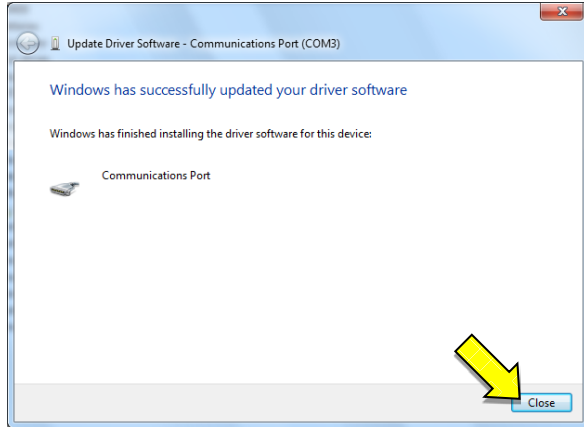 Update Driver Software - Communications Port (COM3)
Windows has successfully updated your driver software
Windows has finished installing the driver software for this device:
Communications Port
Close